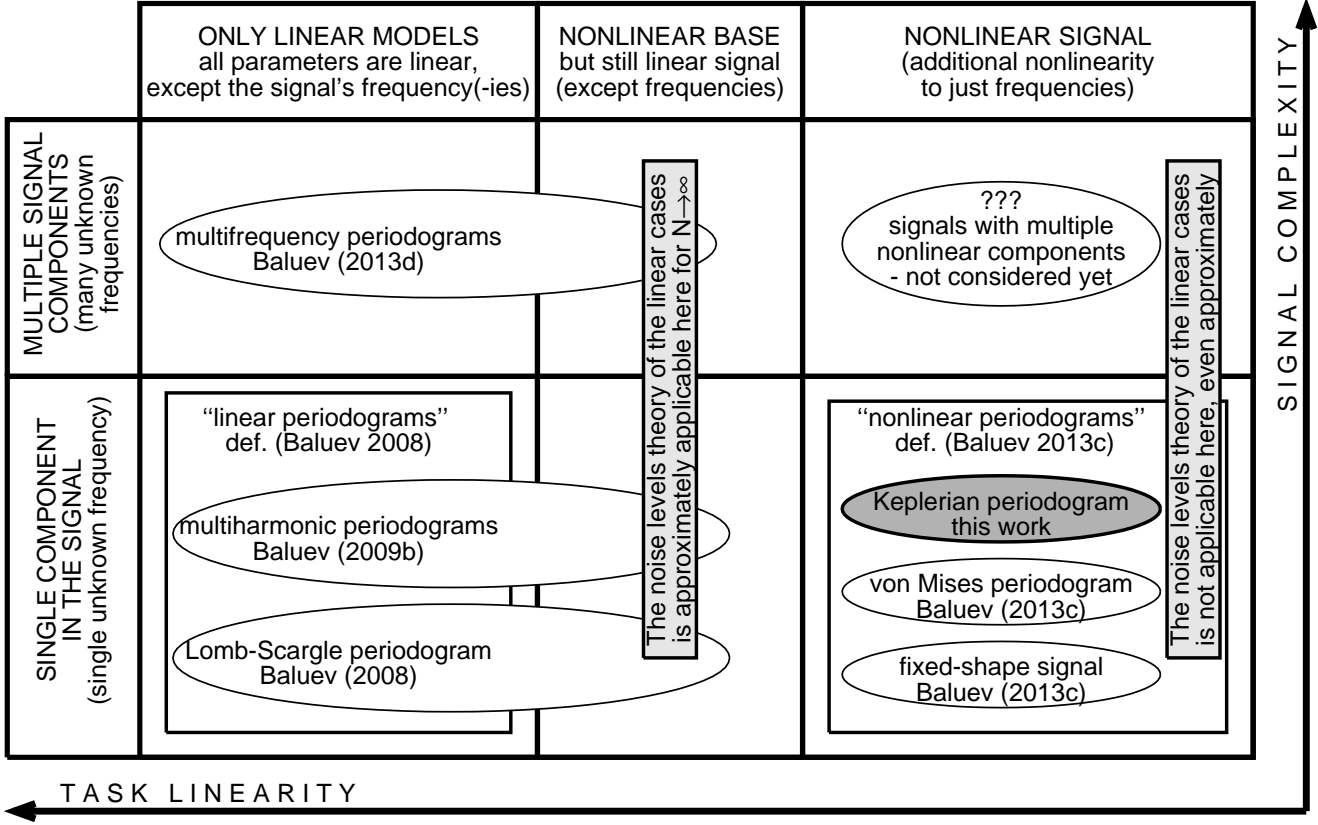 ONLY LINEAR MODELS
all parameters are linear,
except the signal's frequency(-ies)
NONLINEAR BASE
but still linear signal
(except frequencies)
NONLINEAR SIGNAL
(additional nonlinearity
to just frequencies)
MULTIPLE SIGNAL
COMPONENTS
(many unknown
frequencies)
multifrequency periodograms
Baluev (2013d)
The noise levels theory of the linear cases
is approximately applicable here for N→∞
???
signals with multiple
nonlinear components
- not considered yet
The noise levels theory of the linear cases
is not applicable here, even approximately
SINGLE COMPONENT
IN THE SIGNAL
(single unknown frequency)
‘‘linear periodograms’’
def. (Baluev 2008)
multiharmonic periodograms
Baluev (2009b)
Lomb-Scargle periodogram
Baluev (2008)
‘‘nonlinear periodograms’’
def. (Baluev 2013c)
Keplerian periodogram
this work
von Mises periodogram
Baluev (2013c)
fixed-shape signal
Baluev (2013c)
SIGNAL COMPLEXITY
TASK LINEARITY